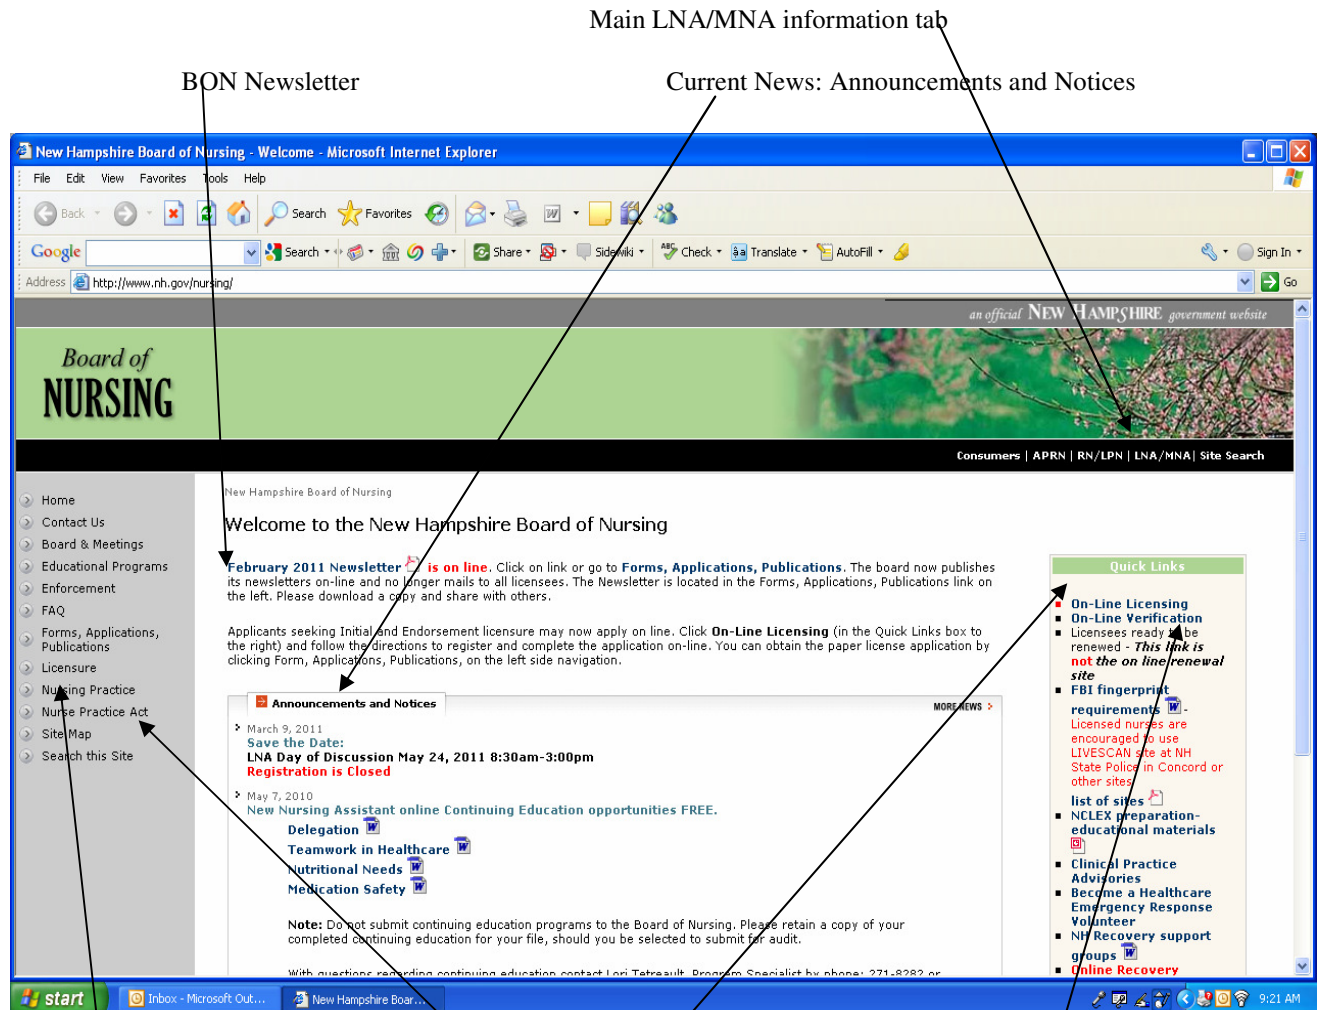 Main LNA/MNA information tab
BON Newsletter
Current News: Announcements and Notices
New Hampshire Board of Nursing - Welcome - Microsoft Internet Explorer
File Edit View Favorites Tools Help
Back Search Favorites
Google Search Share Sidewiki Check Translate AutoFill Sign In
Address http://www.nh.gov/nursing/ Go
an official NEW HAMPSHIRE government website
Board of
NURSING
Consumers | APRN | RN/LPN | LNA/MNA| Site Search
Home
Contact Us
Board & Meetings
Educational Programs
Enforcement
FAQ
Forms, Applications,
Publications
Licensure
Nursing Practice
Nurse Practice Act
Site Map
Search this Site
New Hampshire Board of Nursing
Welcome to the New Hampshire Board of Nursing
February 2011 Newsletter is on line. Click on link or go to Forms, Applications, Publications. The board now publishes
its newsletters on-line and no longer mails to all licensees. The Newsletter is located in the Forms, Applications, Publications link on
the left. Please download a copy and share with others.
Applicants seeking Initial and Endorsement licensure may now apply on line. Click On-Line Licensing (in the Quick Links box to
the right) and follow the directions to register and complete the application on-line. You can obtain the paper license application by
clicking Form, Applications, Publications, on the left side navigation.
Announcements and Notices
MORE NEWS
March 9, 2011
Save the Date:
LNA Day of Discussion May 24, 2011 8:30am-3:00pm
Registration is Closed
May 7, 2010
New Nursing Assistant online Continuing Education opportunities FREE.
Delegation
Teamwork in Healthcare
Nutritional Needs
Medication Safety
Note: Do not submit continuing education programs to the Board of Nursing. Please retain a copy of your
completed continuing education for your file, should you be selected to submit for audit.
With questions regarding continuing education contact Lori Tetreault, Program Specialist by phone: 271-8282 or
Quick Links
On-Line Licensing
On-Line Verification
Licensees ready to be
renewed - This link is
not the on line renewal
site
FBI fingerprint
requirements -
Licensed nurses are
encouraged to use
LIVESCAN site at NH
State Police in Concord or
other sites
list of sites
NCLEX preparation-
educational materials
Clinical Practice
Advisories
Become a Healthcare
Emergency Response
Volunteer
NH Recovery support
groups
Online Recovery
start Inbox - Microsoft Out... New Hampshire Boar... 9:21 AM